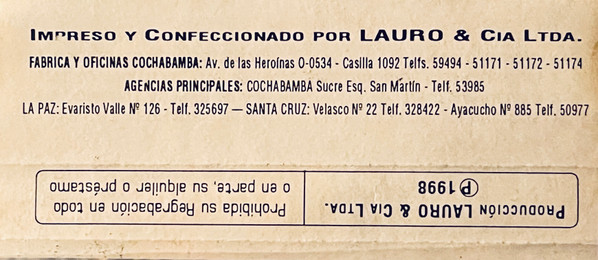 IMPRESO Y CONFECCIONADO POR LAURO & CIA LTDA.
FABRICA Y OFICINAS COCHABAMBA: Av. de las Heroínas O-0534 - Casilla 1092 Telfs. 59494 - 51171 - 51172 - 51174
AGENCIAS PRINCIPALES: COCHABAMBA Sucre Esq. San Martín - Telf. 53985
LA PAZ: Evaristo Valle Nº 126 - Telf. 325697 — SANTA CRUZ: Velasco Nº 22 Telf. 328422 - Ayacucho Nº 885 Telf. 50977
PRODUCCIÓN LAURO & CIA LTDA.
℗ 1998
Prohibida su Regrabación en todo
o en parte, su alquiler o préstamo